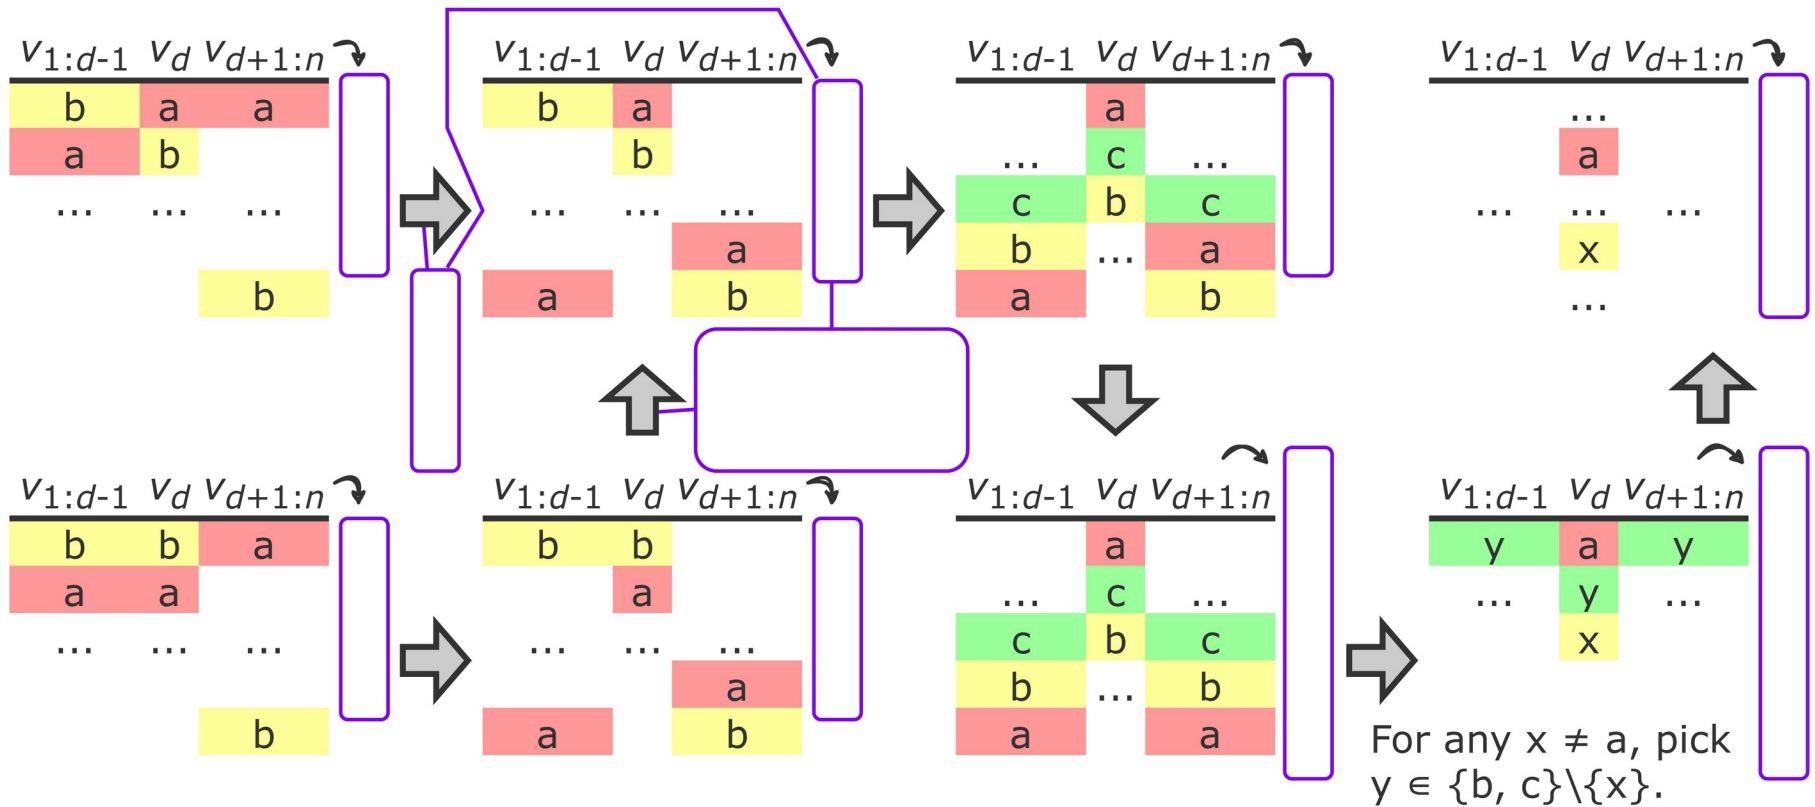 v1:d-1 vd vd+1:n
b a a
a b
... ... ...
b
v1:d-1 vd vd+1:n
b a
b
... ... ...
a
a b
v1:d-1 vd vd+1:n
a
... c ...
c b c
b ... a
a b
v1:d-1 vd vd+1:n
...
a
... ... ...
x
...
v1:d-1 vd vd+1:n
b b a
a a
... ... ...
b
v1:d-1 vd vd+1:n
b b
a
... ... ...
a
a b
v1:d-1 vd vd+1:n
a
... c ...
c b c
b ... b
a a
v1:d-1 vd vd+1:n
y a y
... y ...
x
For any x ≠ a, pick
y ∈ {b, c}\{x}.